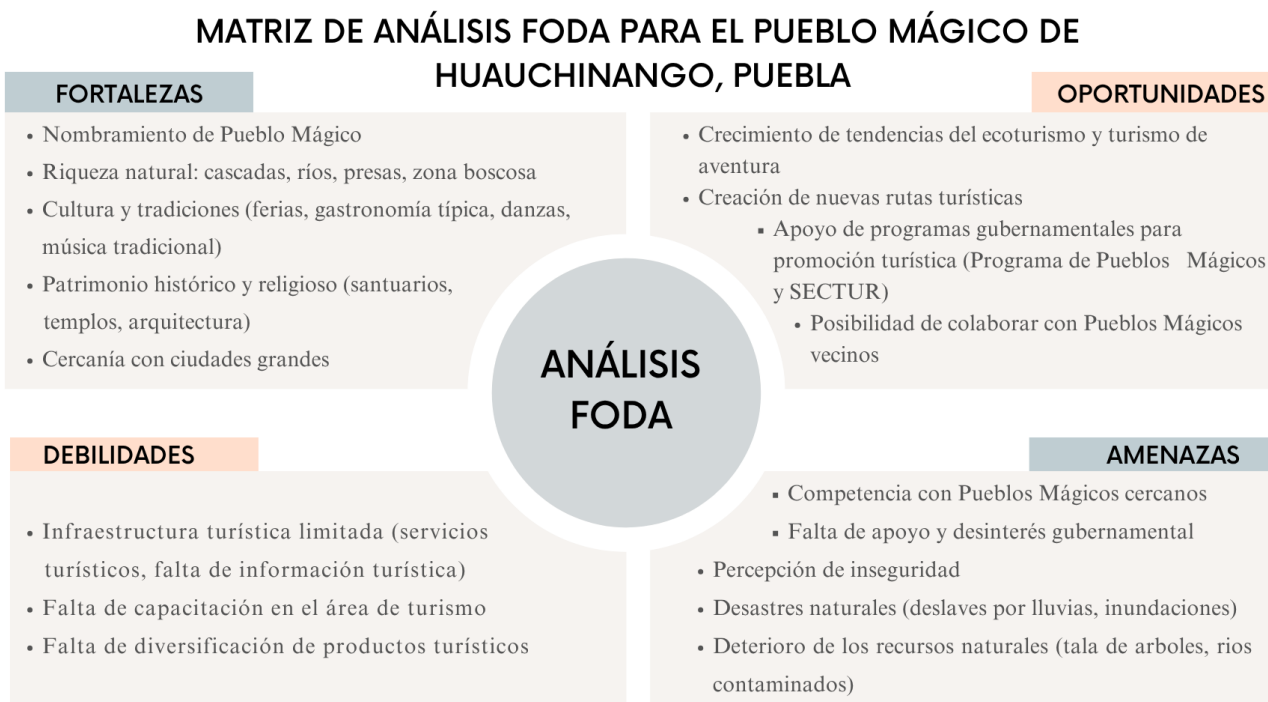 MATRIZ DE ANÁLISIS FODA PARA EL PUEBLO MÁGICO DE
HUAUCHINANGO, PUEBLA
FORTALEZAS
• Nombramiento de Pueblo Mágico
• Riqueza natural: cascadas, ríos, presas, zona boscosa
• Cultura y tradiciones (ferias, gastronomía típica, danzas,
música tradicional)
• Patrimonio histórico y religioso (santuarios,
templos, arquitectura)
• Cercanía con ciudades grandes
OPORTUNIDADES
• Crecimiento de tendencias del ecoturismo y turismo de
aventura
• Creación de nuevas rutas turísticas
▪ Apoyo de programas gubernamentales para
promoción turística (Programa de Pueblos Mágicos
y SECTUR)
• Posibilidad de colaborar con Pueblos Mágicos
vecinos
ANÁLISIS
FODA
DEBILIDADES
• Infraestructura turística limitada (servicios
turísticos, falta de información turística)
• Falta de capacitación en el área de turismo
• Falta de diversificación de productos turísticos
AMENAZAS
▪ Competencia con Pueblos Mágicos cercanos
▪ Falta de apoyo y desinterés gubernamental
• Percepción de inseguridad
• Desastres naturales (deslaves por lluvias, inundaciones)
• Deterioro de los recursos naturales (tala de arboles, rios
contaminados)